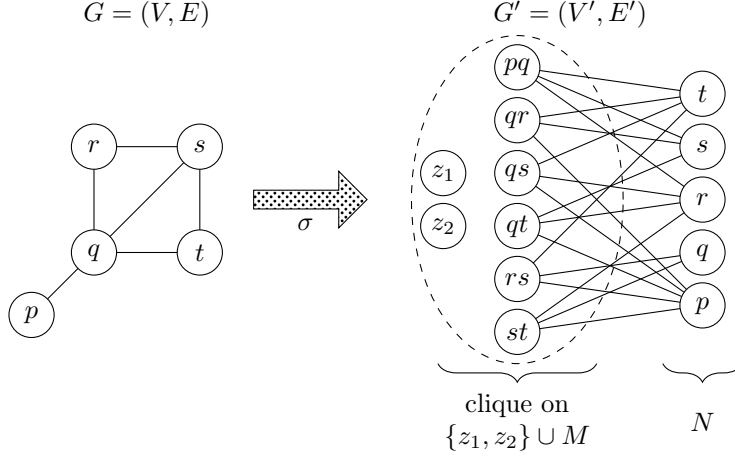 G = (V, E)
G′ = (V′, E′)
r
s
q
t
p
σ
z₁
z₂
pq
qr
qs
qt
rs
st
t
s
r
q
p
clique on
{z₁, z₂} ∪ M
N